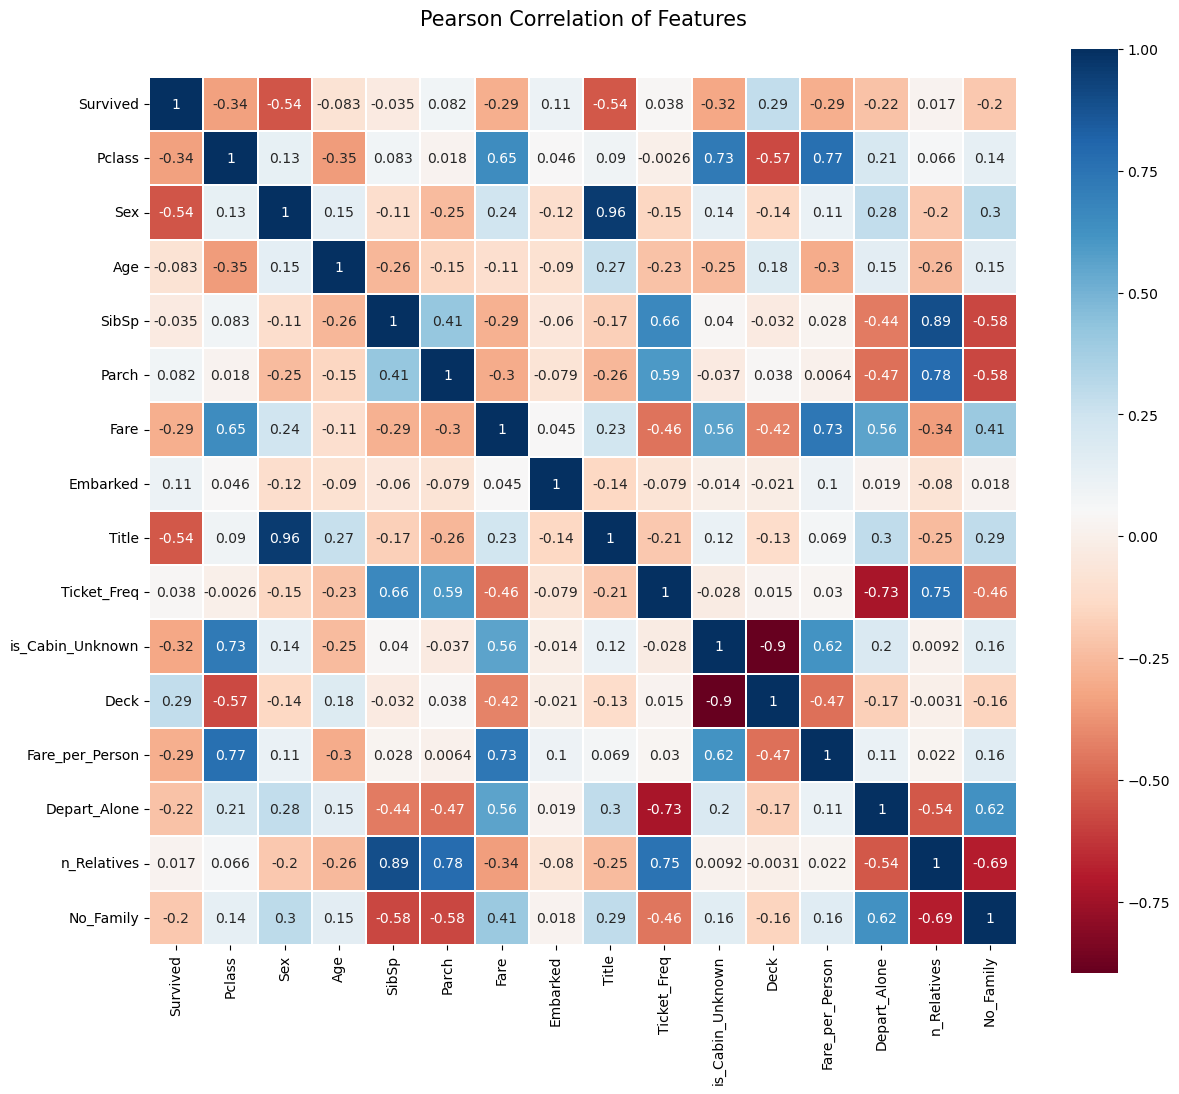 Pearson Correlation of Features
Survived 1 -0.34 -0.54 -0.083 -0.035 0.082 -0.29 0.11 -0.54 0.038 -0.32 0.29 -0.29 -0.22 0.017 -0.2
Pclass -0.34 1 0.13 -0.35 0.083 0.018 0.65 0.046 0.09 -0.0026 0.73 -0.57 0.77 0.21 0.066 0.14
Sex -0.54 0.13 1 0.15 -0.11 -0.25 0.24 -0.12 0.96 -0.15 0.14 -0.14 0.11 0.28 -0.2 0.3
Age -0.083 -0.35 0.15 1 -0.26 -0.15 -0.11 -0.09 0.27 -0.23 -0.25 0.18 -0.3 0.15 -0.26 0.15
SibSp -0.035 0.083 -0.11 -0.26 1 0.41 -0.29 -0.06 -0.17 0.66 0.04 -0.032 0.028 -0.44 0.89 -0.58
Parch 0.082 0.018 -0.25 -0.15 0.41 1 -0.3 -0.079 -0.26 0.59 -0.037 0.038 0.0064 -0.47 0.78 -0.58
Fare -0.29 0.65 0.24 -0.11 -0.29 -0.3 1 0.045 0.23 -0.46 0.56 -0.42 0.73 0.56 -0.34 0.41
Embarked 0.11 0.046 -0.12 -0.09 -0.06 -0.079 0.045 1 -0.14 -0.079 -0.014 -0.021 0.1 0.019 -0.08 0.018
Title -0.54 0.09 0.96 0.27 -0.17 -0.26 0.23 -0.14 1 -0.21 0.12 -0.13 0.069 0.3 -0.25 0.29
Ticket_Freq 0.038 -0.0026 -0.15 -0.23 0.66 0.59 -0.46 -0.079 -0.21 1 -0.028 0.015 0.03 -0.73 0.75 -0.46
is_Cabin_Unknown -0.32 0.73 0.14 -0.25 0.04 -0.037 0.56 -0.014 0.12 -0.028 1 -0.9 0.62 0.2 0.0092 0.16
Deck 0.29 -0.57 -0.14 0.18 -0.032 0.038 -0.42 -0.021 -0.13 0.015 -0.9 1 -0.47 -0.17 -0.0031 -0.16
Fare_per_Person -0.29 0.77 0.11 -0.3 0.028 0.0064 0.73 0.1 0.069 0.03 0.62 -0.47 1 0.11 0.022 0.16
Depart_Alone -0.22 0.21 0.28 0.15 -0.44 -0.47 0.56 0.019 0.3 -0.73 0.2 -0.17 0.11 1 -0.54 0.62
n_Relatives 0.017 0.066 -0.2 -0.26 0.89 0.78 -0.34 -0.08 -0.25 0.75 0.0092 -0.0031 0.022 -0.54 1 -0.69
No_Family -0.2 0.14 0.3 0.15 -0.58 -0.58 0.41 0.018 0.29 -0.46 0.16 -0.16 0.16 0.62 -0.69 1
Survived
Pclass
Sex
Age
SibSp
Parch
Fare
Embarked
Title
Ticket_Freq
is_Cabin_Unknown
Deck
Fare_per_Person
Depart_Alone
n_Relatives
No_Family
1.00
0.75
0.50
0.25
0.00
−0.25
−0.50
−0.75